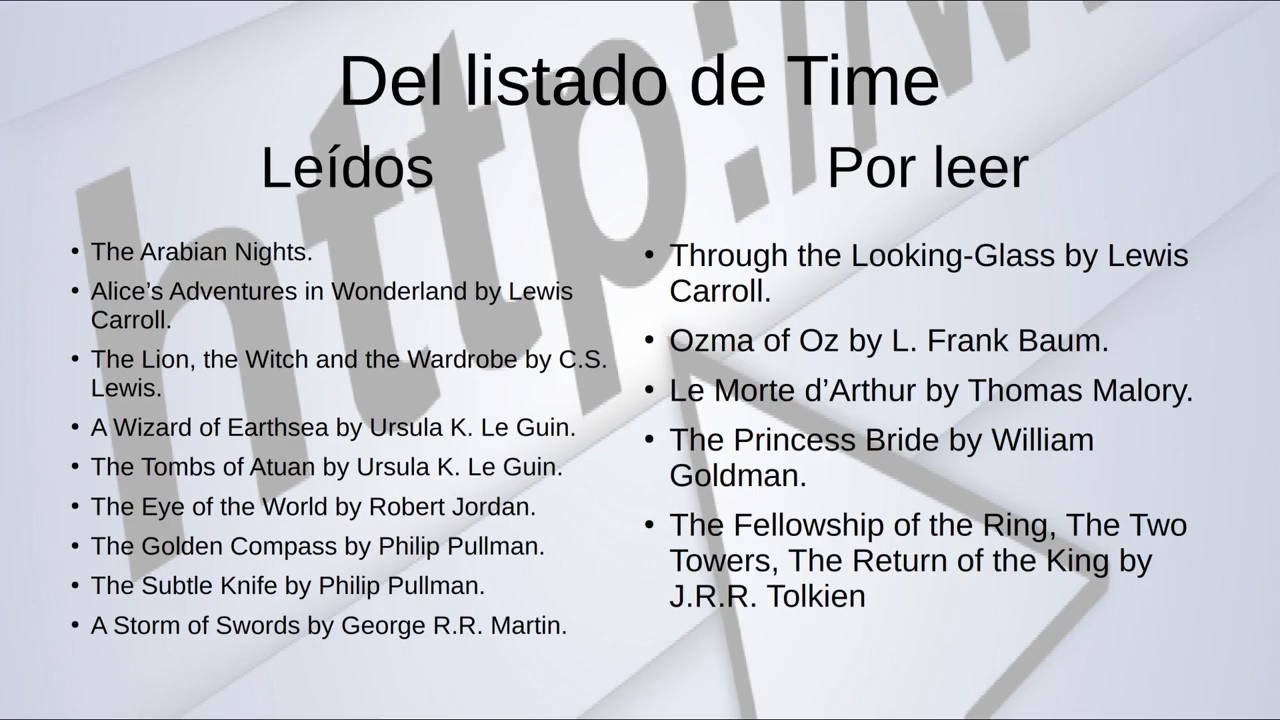 Del listado de Time
Leídos
• The Arabian Nights.
• Alice’s Adventures in Wonderland by Lewis
Carroll.
• The Lion, the Witch and the Wardrobe by C.S.
Lewis.
• A Wizard of Earthsea by Ursula K. Le Guin.
• The Tombs of Atuan by Ursula K. Le Guin.
• The Eye of the World by Robert Jordan.
• The Golden Compass by Philip Pullman.
• The Subtle Knife by Philip Pullman.
• A Storm of Swords by George R.R. Martin.
Por leer
• Through the Looking-Glass by Lewis
Carroll.
• Ozma of Oz by L. Frank Baum.
• Le Morte d’Arthur by Thomas Malory.
• The Princess Bride by William
Goldman.
• The Fellowship of the Ring, The Two
Towers, The Return of the King by
J.R.R. Tolkien
http://w